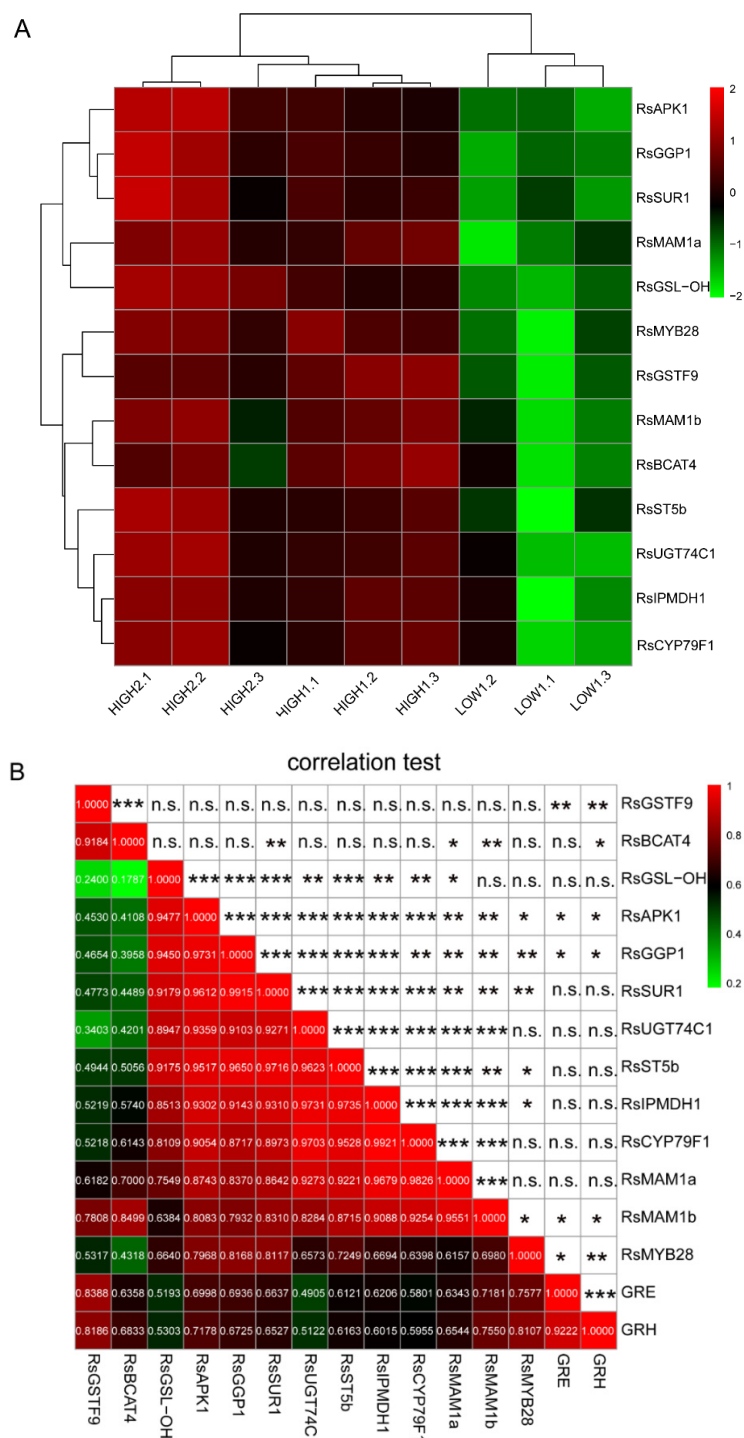 A
RsAPK1
RsGGP1
RsSUR1
RsMAM1a
RsGSL-OH
RsMYB28
RsGSTF9
RsMAM1b
RsBCAT4
RsST5b
RsUGT74C1
RsIPMDH1
RsCYP79F1
2
1
0
−1
−2
HIGH2.1 HIGH2.2 HIGH2.3 HIGH1.1 HIGH1.2 HIGH1.3 LOW1.2 LOW1.1 LOW1.3
B
correlation test
1.0000 *** n.s. n.s. n.s. n.s. n.s. n.s. n.s. n.s. n.s. n.s. n.s. ** ** RsGSTF9
0.9184 1.0000 n.s. n.s. n.s. ** n.s. n.s. n.s. n.s. * ** n.s. n.s. * RsBCAT4
0.2400 0.1787 1.0000 *** *** *** ** *** ** ** * n.s. n.s. n.s. n.s. RsGSL-OH
0.4530 0.4108 0.9477 1.0000 *** *** *** *** *** *** ** ** * * * RsAPK1
0.4654 0.3958 0.9450 0.9731 1.0000 *** *** *** *** ** ** ** ** * * RsGGP1
0.4773 0.4489 0.9179 0.9612 0.9915 1.0000 *** *** *** *** ** ** ** n.s. n.s. RsSUR1
0.3403 0.4201 0.8947 0.9359 0.9103 0.9271 1.0000 *** *** *** *** *** n.s. n.s. n.s. RsUGT74C1
0.4944 0.5056 0.9175 0.9517 0.9650 0.9716 0.9623 1.0000 *** *** *** ** * n.s. n.s. RsST5b
0.5219 0.5740 0.8513 0.9302 0.9143 0.9310 0.9731 0.9735 1.0000 *** *** *** * n.s. n.s. RsIPMDH1
0.5218 0.6143 0.8109 0.9054 0.8717 0.8973 0.9703 0.9528 0.9921 1.0000 *** *** n.s. n.s. n.s. RsCYP79F1
0.6182 0.7000 0.7549 0.8743 0.8370 0.8642 0.9273 0.9221 0.9679 0.9826 1.0000 *** n.s. n.s. n.s. RsMAM1a
0.7808 0.8499 0.6384 0.8083 0.7932 0.8310 0.8284 0.8715 0.9088 0.9254 0.9551 1.0000 * * * RsMAM1b
0.5317 0.4318 0.6640 0.7968 0.8168 0.8117 0.6573 0.7249 0.6694 0.6398 0.6157 0.6980 1.0000 * ** RsMYB28
0.8388 0.6358 0.5193 0.6998 0.6936 0.6637 0.4905 0.6121 0.6206 0.5801 0.6343 0.7181 0.7577 1.0000 *** GRE
0.8186 0.6833 0.5303 0.7178 0.6725 0.6527 0.5122 0.6163 0.6015 0.5955 0.6544 0.7550 0.8107 0.9222 1.0000 GRH
1
0.8
0.6
0.4
0.2
RsGSTF9 RsBCAT4 RsGSL-OH RsAPK1 RsGGP1 RsSUR1 RsUGT74C RsST5b RsIPMDH1 RsCYP79F1 RsMAM1a RsMAM1b RsMYB28 GRE GRH